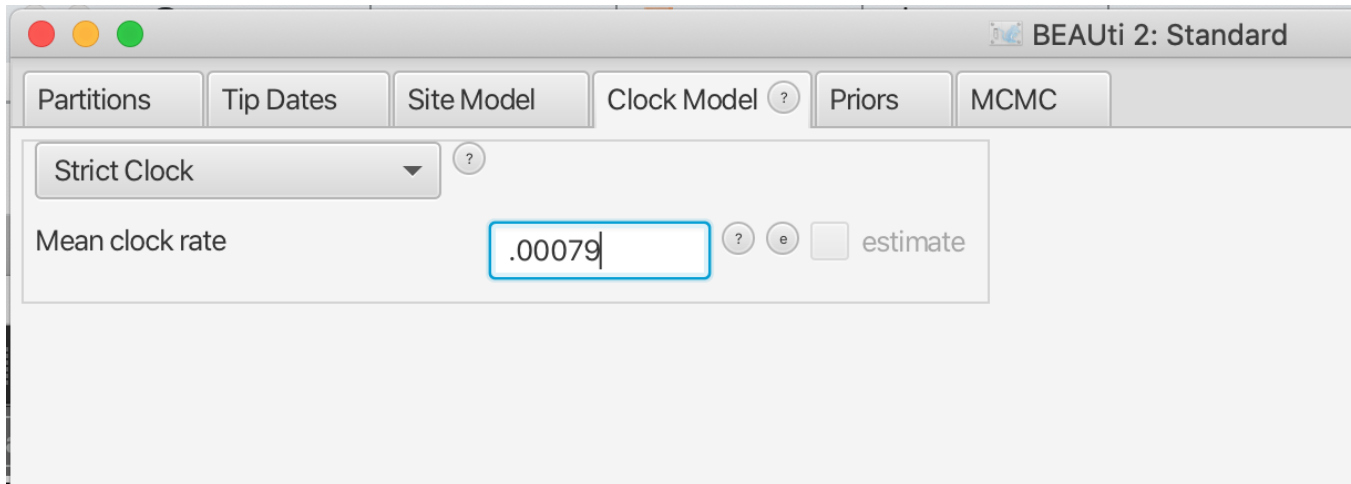 BEAUti 2: Standard
Partitions Tip Dates Site Model Clock Model ? Priors MCMC
Strict Clock ?
Mean clock rate .00079 ? e estimate